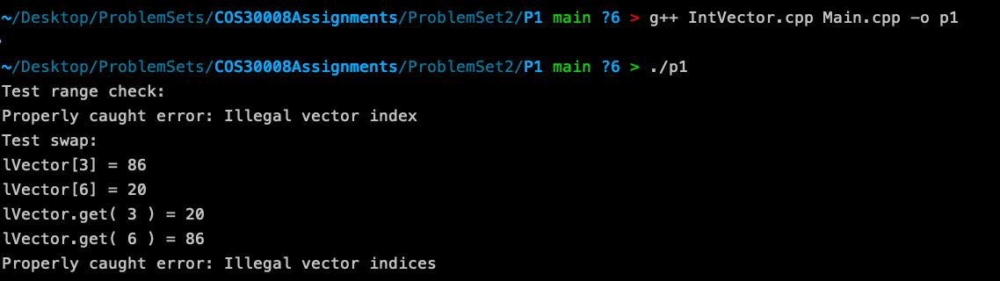 ~/Desktop/ProblemSets/COS30008Assignments/ProblemSet2/P1 main ?6 > g++ IntVector.cpp Main.cpp -o p1
~/Desktop/ProblemSets/COS30008Assignments/ProblemSet2/P1 main ?6 > ./p1
Test range check:
Properly caught error: Illegal vector index
Test swap:
lVector[3] = 86
lVector[6] = 20
lVector.get( 3 ) = 20
lVector.get( 6 ) = 86
Properly caught error: Illegal vector indices